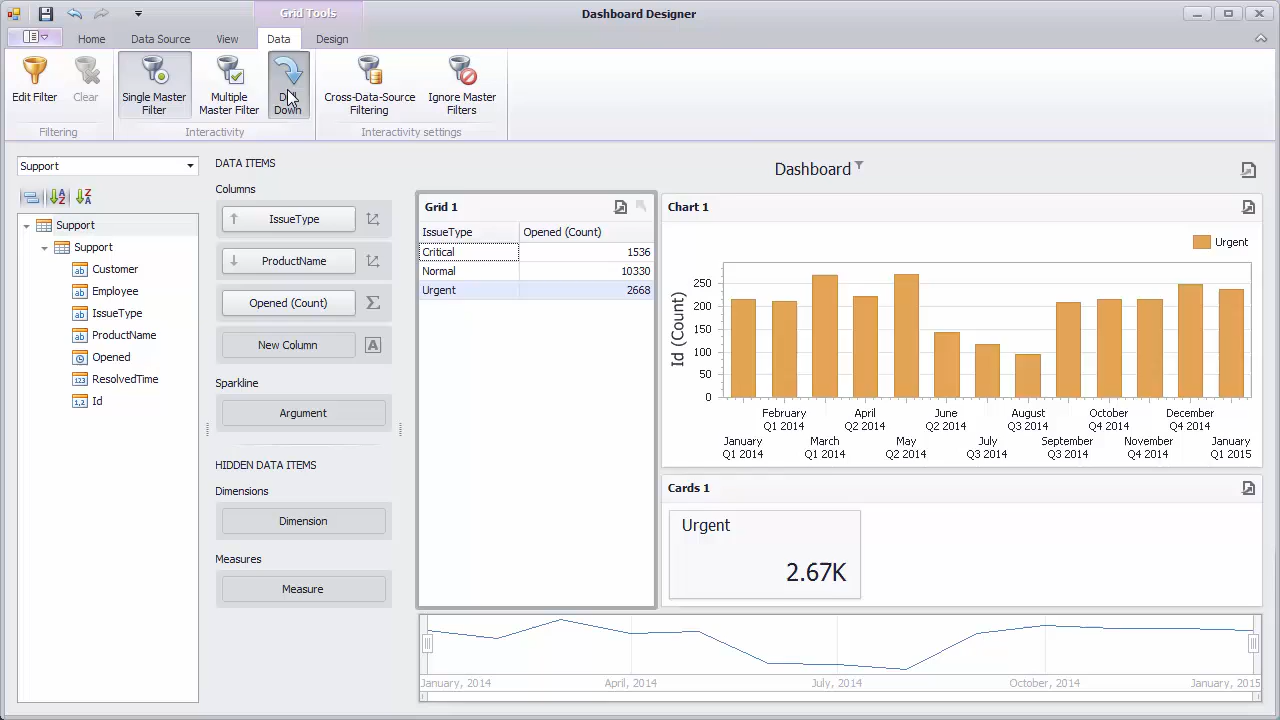 Grid Tools
Dashboard Designer
Home
Data Source
View
Data
Design
Edit Filter
Clear
Single Master
Filter
Multiple
Master Filter
Down
Cross-Data-Source
Filtering
Ignore Master
Filters
Filtering
Interactivity
Interactivity settings
Support
Support
Support
Customer
Employee
IssueType
ProductName
Opened
ResolvedTime
Id
DATA ITEMS
Columns
IssueType
ProductName
Opened (Count)
New Column
Sparkline
Argument
HIDDEN DATA ITEMS
Dimensions
Dimension
Measures
Measure
Dashboard
Grid 1
IssueType Opened (Count)
Critical 1536
Normal 10330
Urgent 2668
Chart 1
Urgent
Id (Count)
250
200
150
100
50
0
February
Q1 2014
April
Q2 2014
June
Q2 2014
August
Q3 2014
October
Q4 2014
December
Q4 2014
January
Q1 2014
March
Q1 2014
May
Q2 2014
July
Q3 2014
September
Q3 2014
November
Q4 2014
January
Q1 2015
Cards 1
Urgent
2.67K
January, 2014 April, 2014 July, 2014 October, 2014 January, 2015